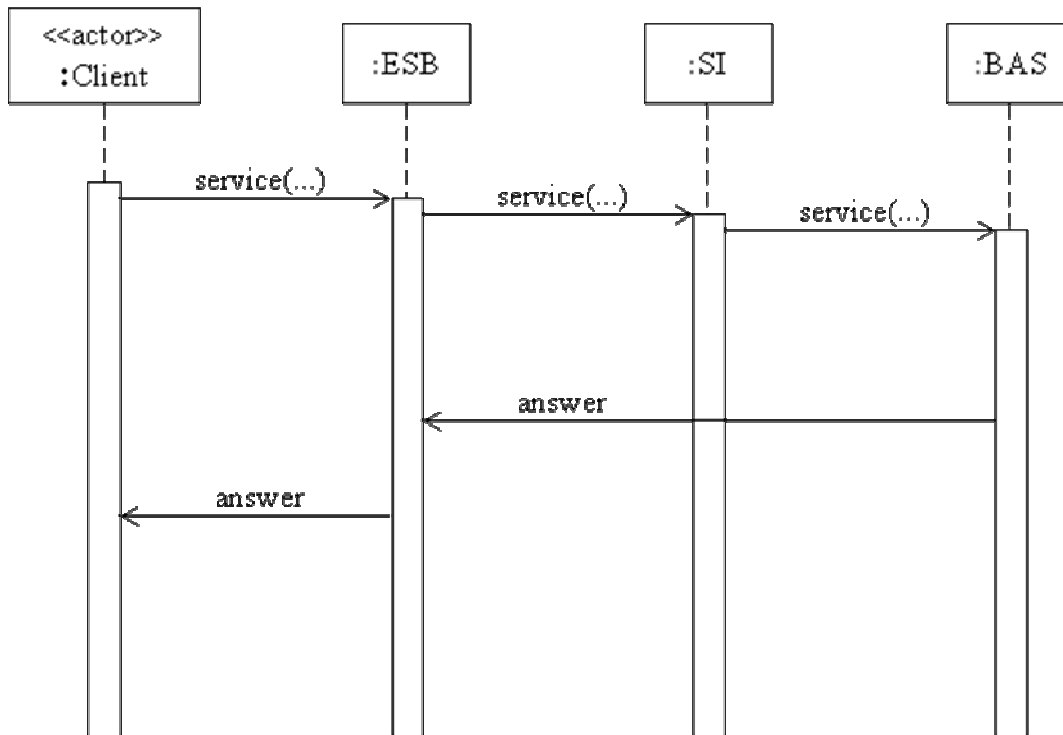 <<actor>>
:Client
:ESB
:SI
:BAS
service(...)
service(...)
service(...)
answer
answer